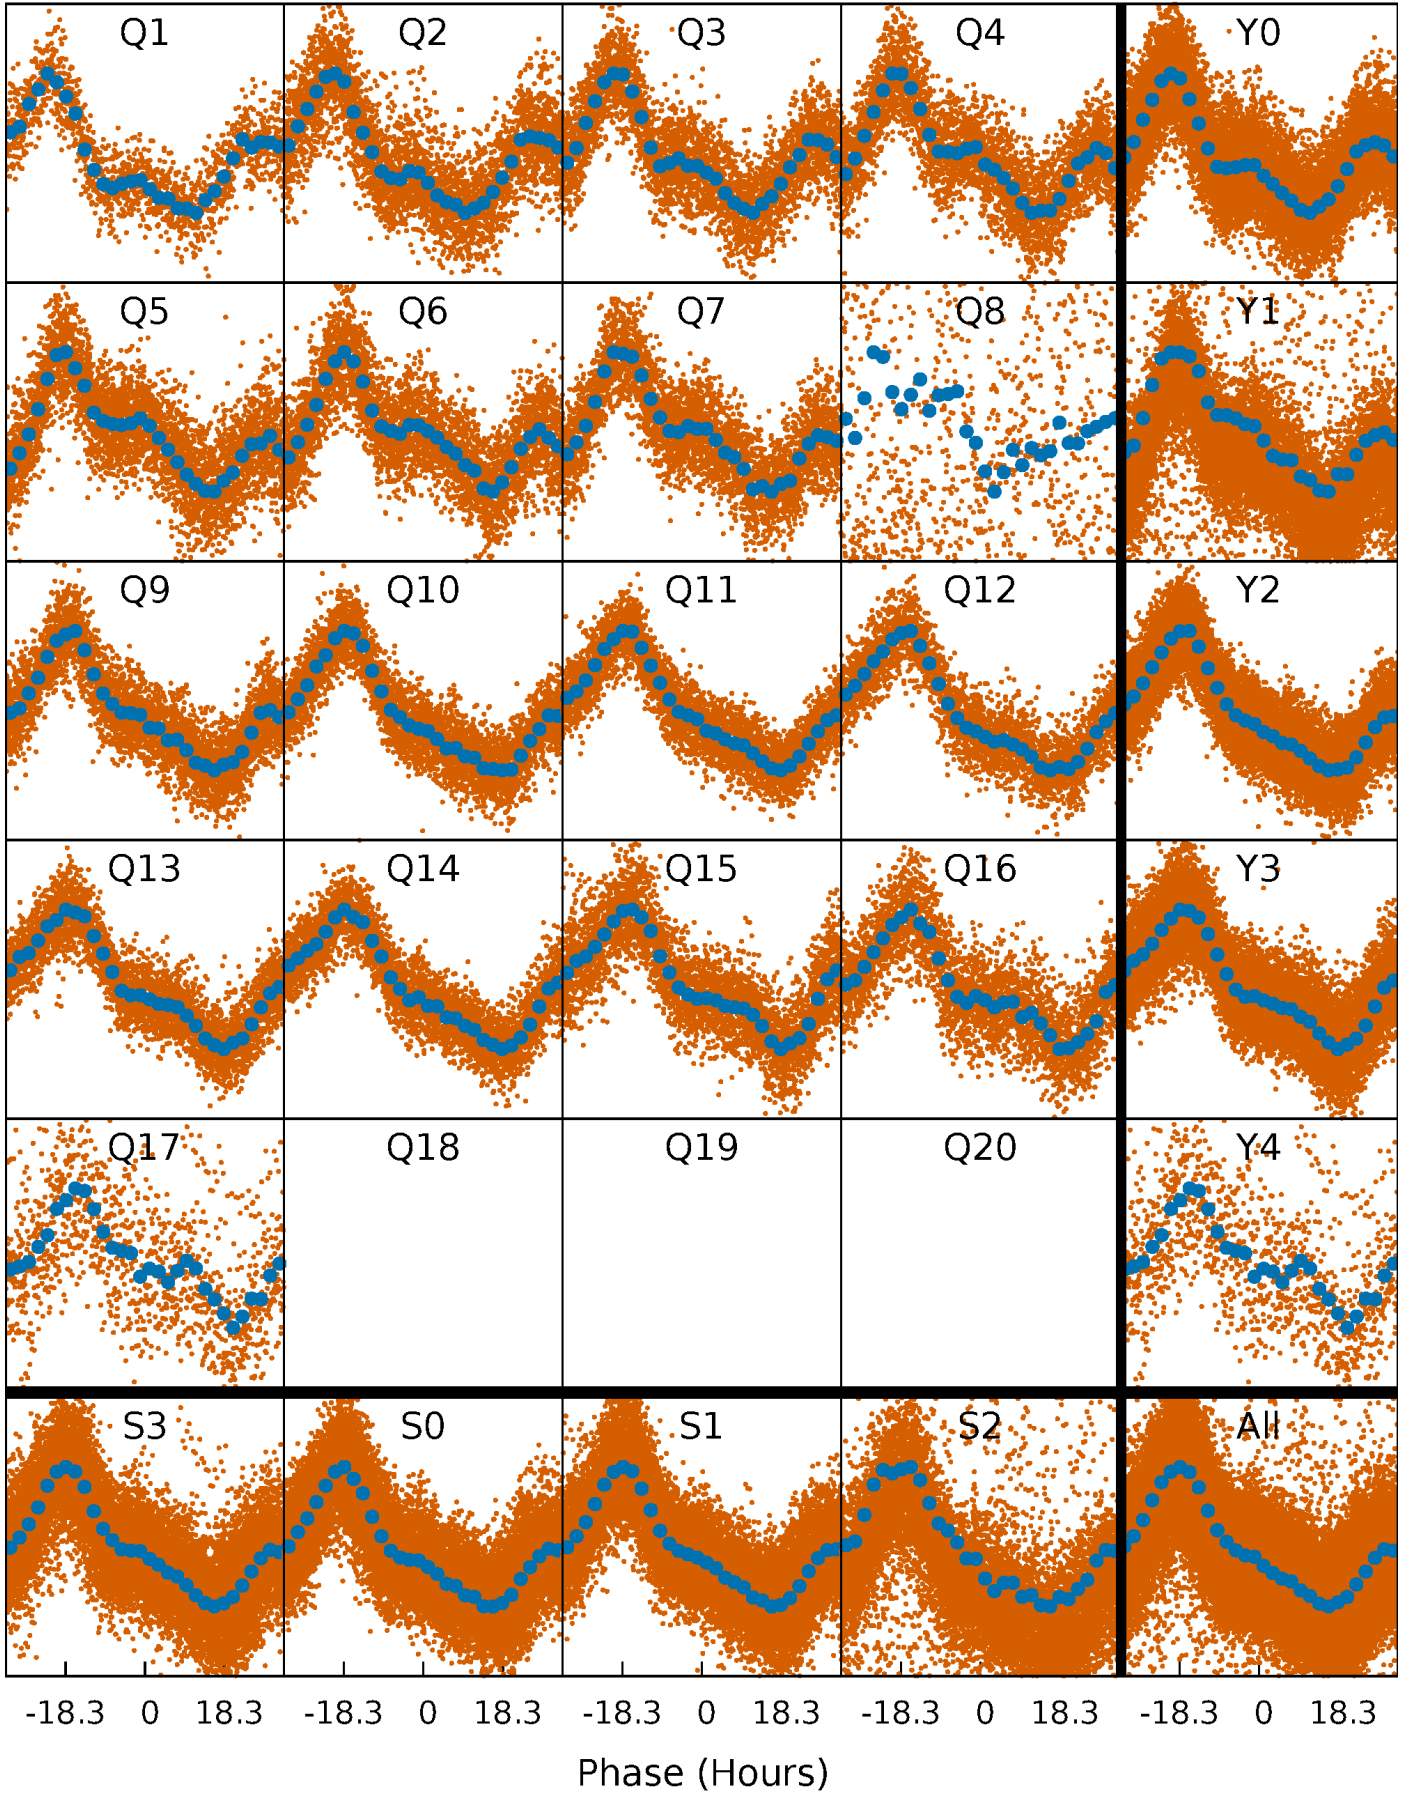 Q1 Q2 Q3 Q4 Y0
Q5 Q6 Q7 Q8 Y1
Q9 Q10 Q11 Q12 Y2
Q13 Q14 Q15 Q16 Y3
Q17 Q18 Q19 Q20 Y4
S3 S0 S1 S2 All
-18.3 0 18.3 -18.3 0 18.3 -18.3 0 18.3 -18.3 0 18.3 -18.3 0 18.3
Phase (Hours)